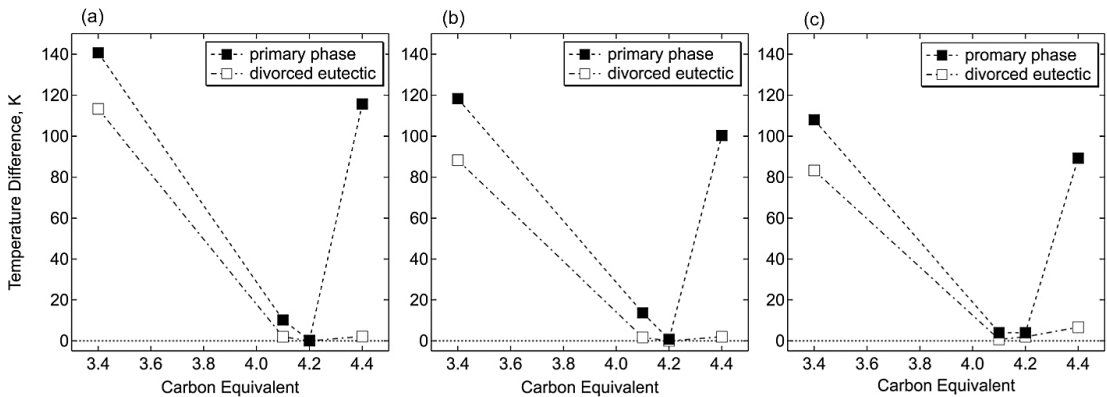 (a)
primary phase
divorced eutectic
Temperature Difference, K
140
120
100
80
60
40
20
0
3.4 3.6 3.8 4.0 4.2 4.4
Carbon Equivalent
(b)
primary phase
divorced eutectic
140
120
100
80
60
40
20
0
3.4 3.6 3.8 4.0 4.2 4.4
Carbon Equivalent
(c)
promary phase
divorced eutectic
140
120
100
80
60
40
20
0
3.4 3.6 3.8 4.0 4.2 4.4
Carbon Equivalent